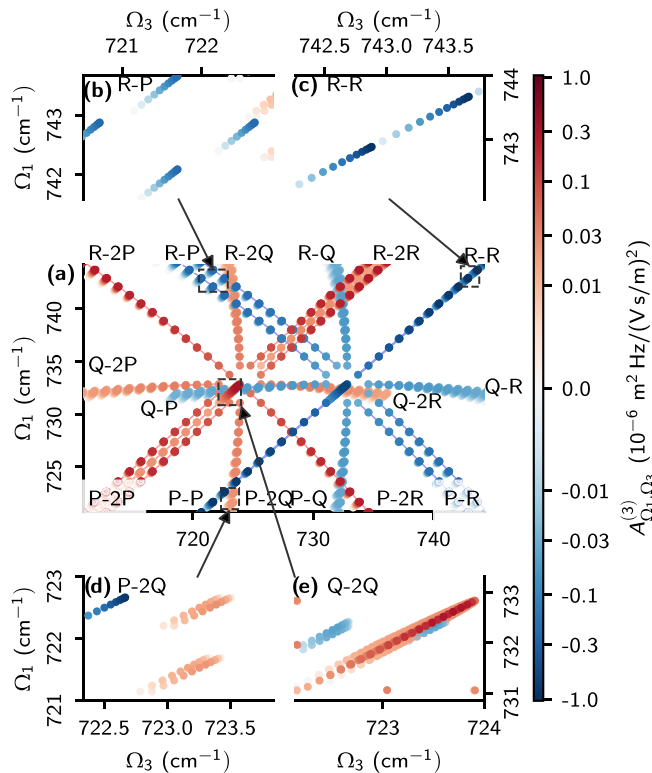 Ω3 (cm−1) Ω3 (cm−1)
721 722 742.5 743.0 743.5
(b) R-P (c) R-R
743 742 Ω1 (cm−1)
744 743
R-2P R-P R-2Q R-Q R-2R R-R
(a)
740 735 730 725 Ω1 (cm−1)
Q-2P Q-P Q-2R Q-R
P-2P P-P P-2Q P-Q P-2R P-R
720 730 740
(d) P-2Q (e) Q-2Q
723 722 721 Ω1 (cm−1)
733 732 731
722.5 723.0 723.5 723 724
Ω3 (cm−1) Ω3 (cm−1)
1.0
0.3
0.1
0.03
0.01
0.0
-0.01
-0.03
-0.1
-0.3
-1.0
A(3)Ω1,Ω3 (10−6 m2 Hz/(V s/m)2)